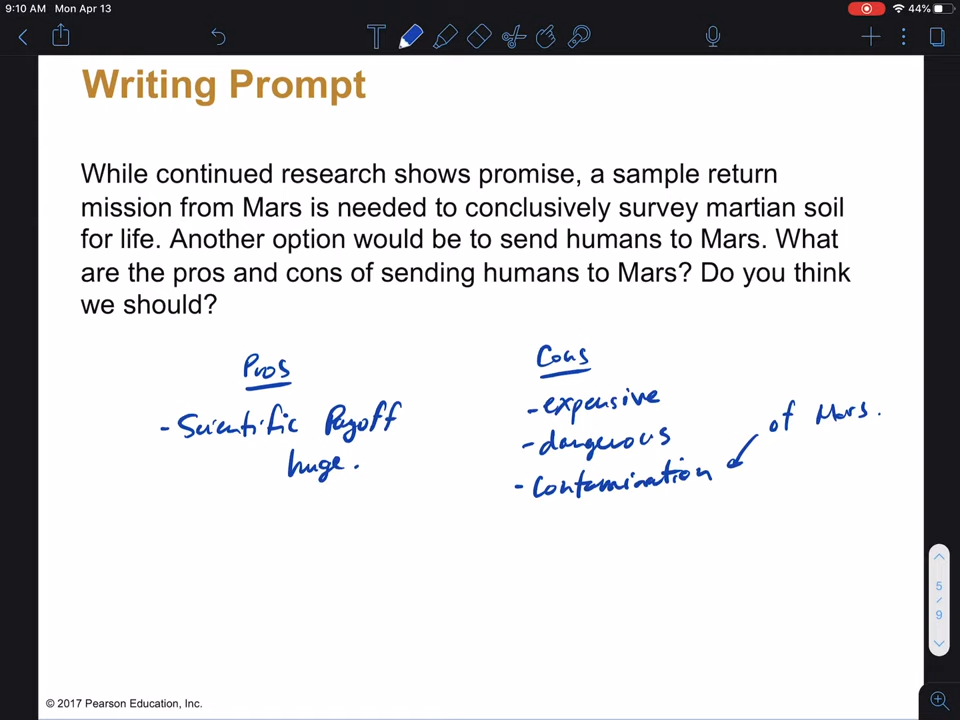 9:10 AM Mon Apr 13
44%
Writing Prompt
While continued research shows promise, a sample return
mission from Mars is needed to conclusively survey martian soil
for life. Another option would be to send humans to Mars. What
are the pros and cons of sending humans to Mars? Do you think
we should?
Pros
- Scientific Payoff
huge.
Cons
- expensive
- dangerous
- Contamination
of Mars.
5
/
9
© 2017 Pearson Education, Inc.